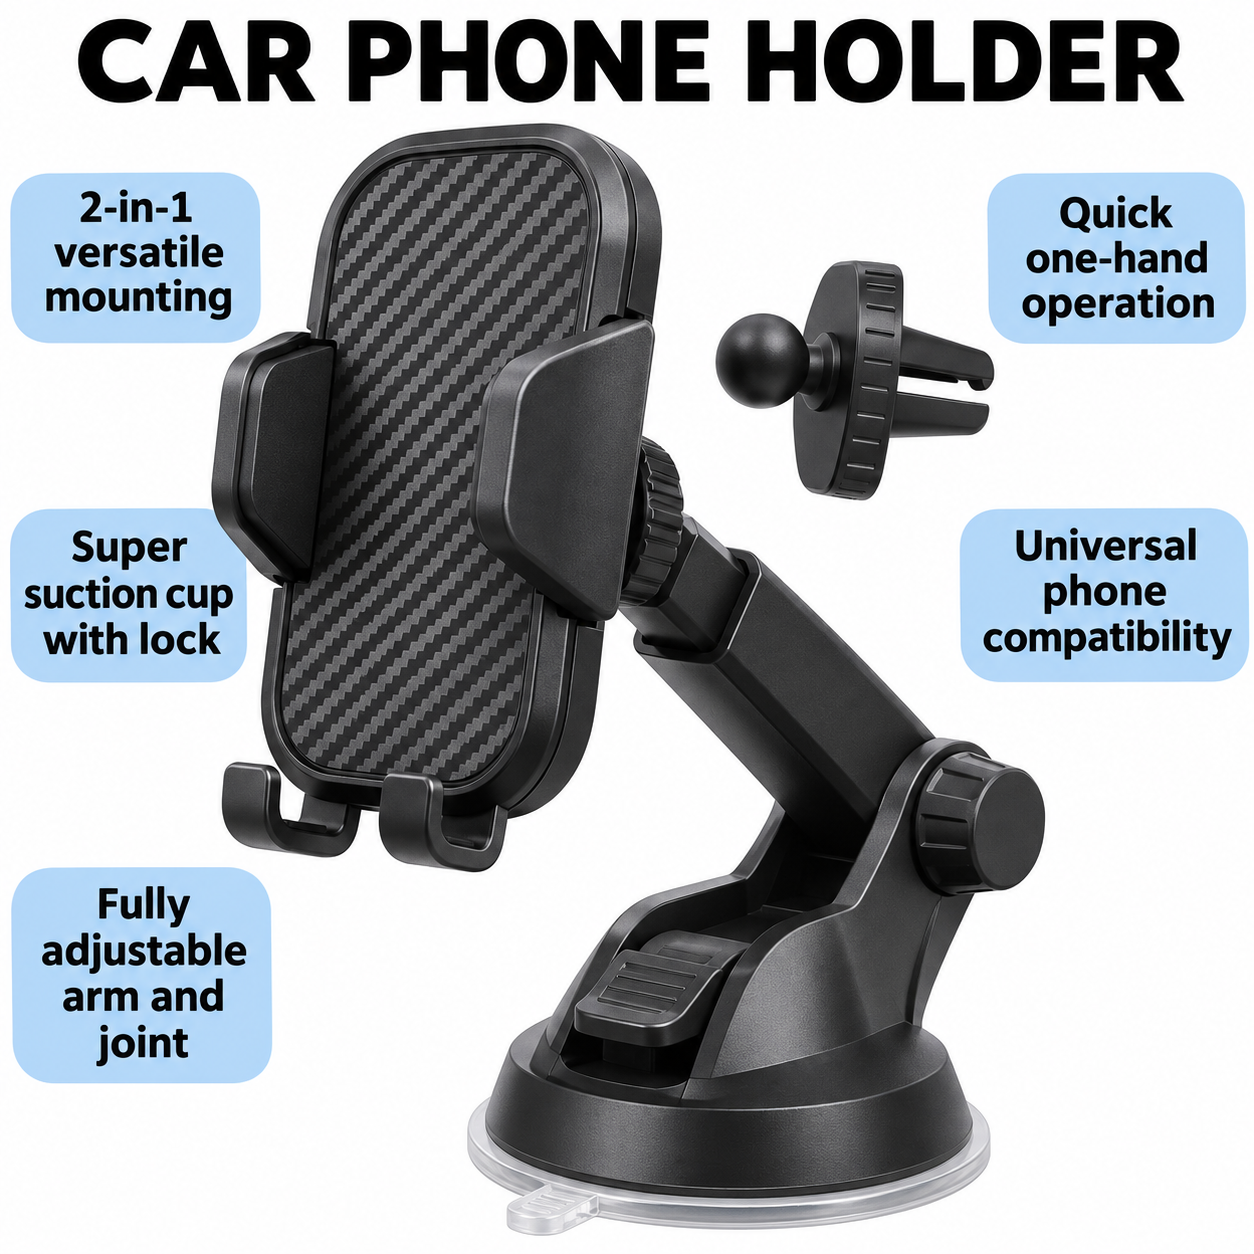 CAR PHONE HOLDER
2-in-1
versatile
mounting
Quick
one-hand
operation
Super
suction cup
with lock
Universal
phone
compatibility
Fully
adjustable
arm and
joint